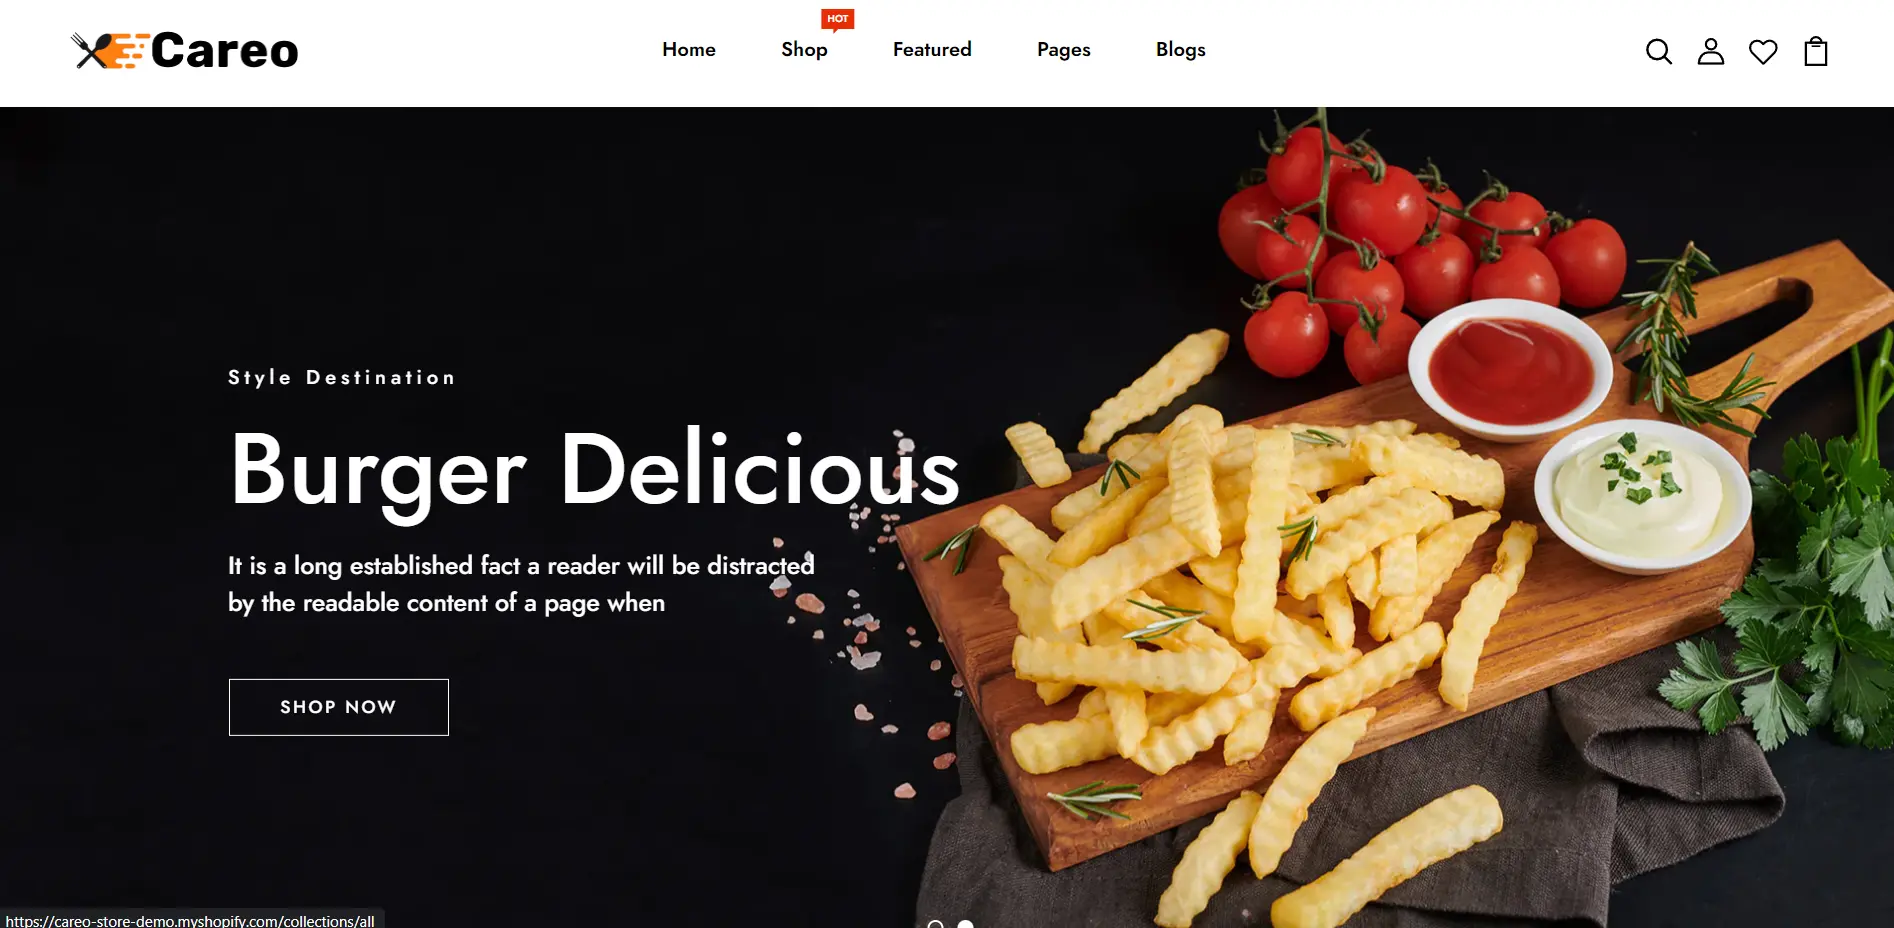 HOT
Careo
Home
Shop
Featured
Pages
Blogs
Style Destination
Burger Delicious
It is a long established fact a reader will be distracted
by the readable content of a page when
SHOP NOW
https://careo-store-demo.myshopify.com/collections/all